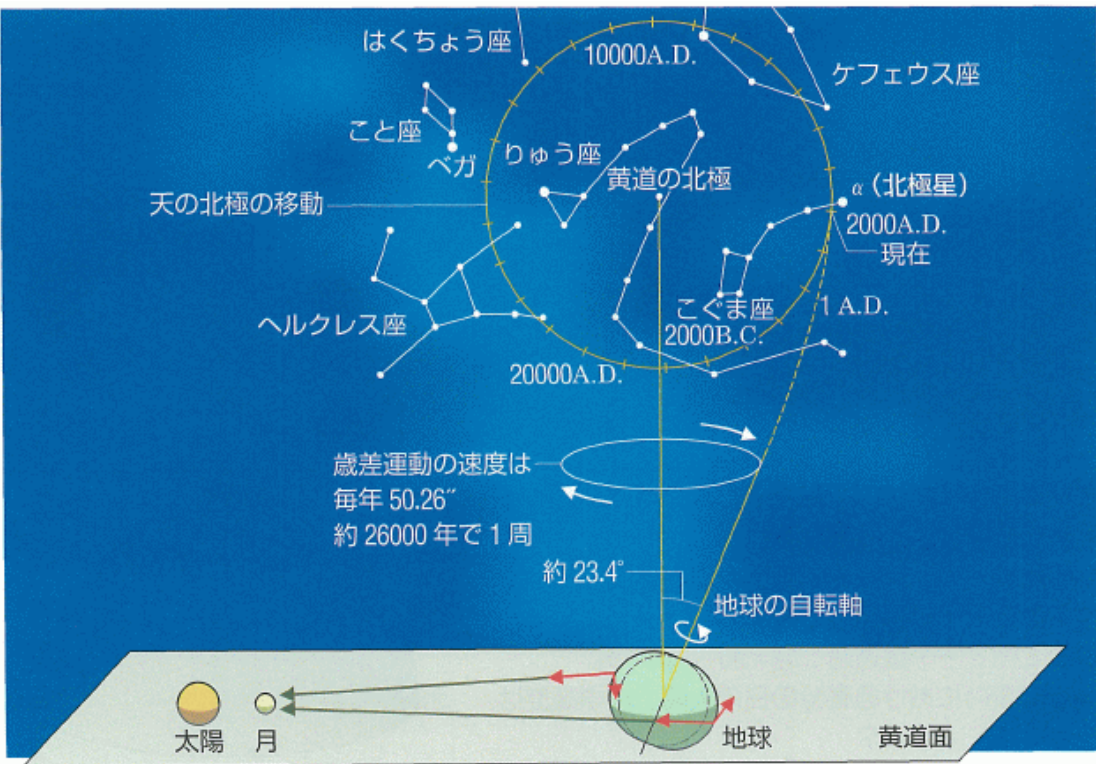 はくちょう座
10000A.D.
ケフェウス座
こと座
ベガ
りゅう座
黄道の北極
α（北極星）
天の北極の移動
2000A.D.
現在
こぐま座
1 A.D.
ヘルクレス座
2000B.C.
20000A.D.
歳差運動の速度は
毎年 50.26″
約 26000 年で 1 周
約 23.4°
地球の自転軸
太陽
月
地球
黄道面